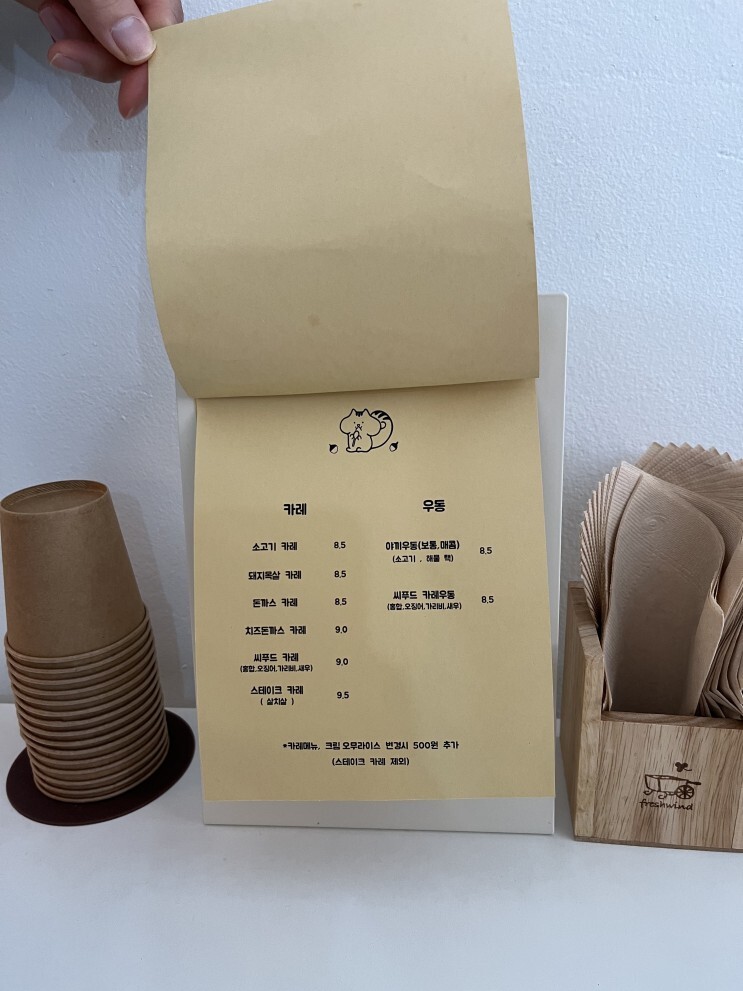 카레
소고기 카레 8.5
돼지목살 카레 8.5
돈까스 카레 8.5
치즈돈까스 카레 9.0
씨푸드 카레 9.0
(홍합,오징어,가리비,새우)
스테이크 카레 9.5
( 살치살 )
우동
야끼우동(보통,매콤) 8.5
(소고기 , 해물 택)
씨푸드 카레우동 8.5
(홍합,오징어,가리비,새우)
*카레메뉴, 크림 오무라이스 변경시 500원 추가
(스테이크 카레 제외)
freshwind